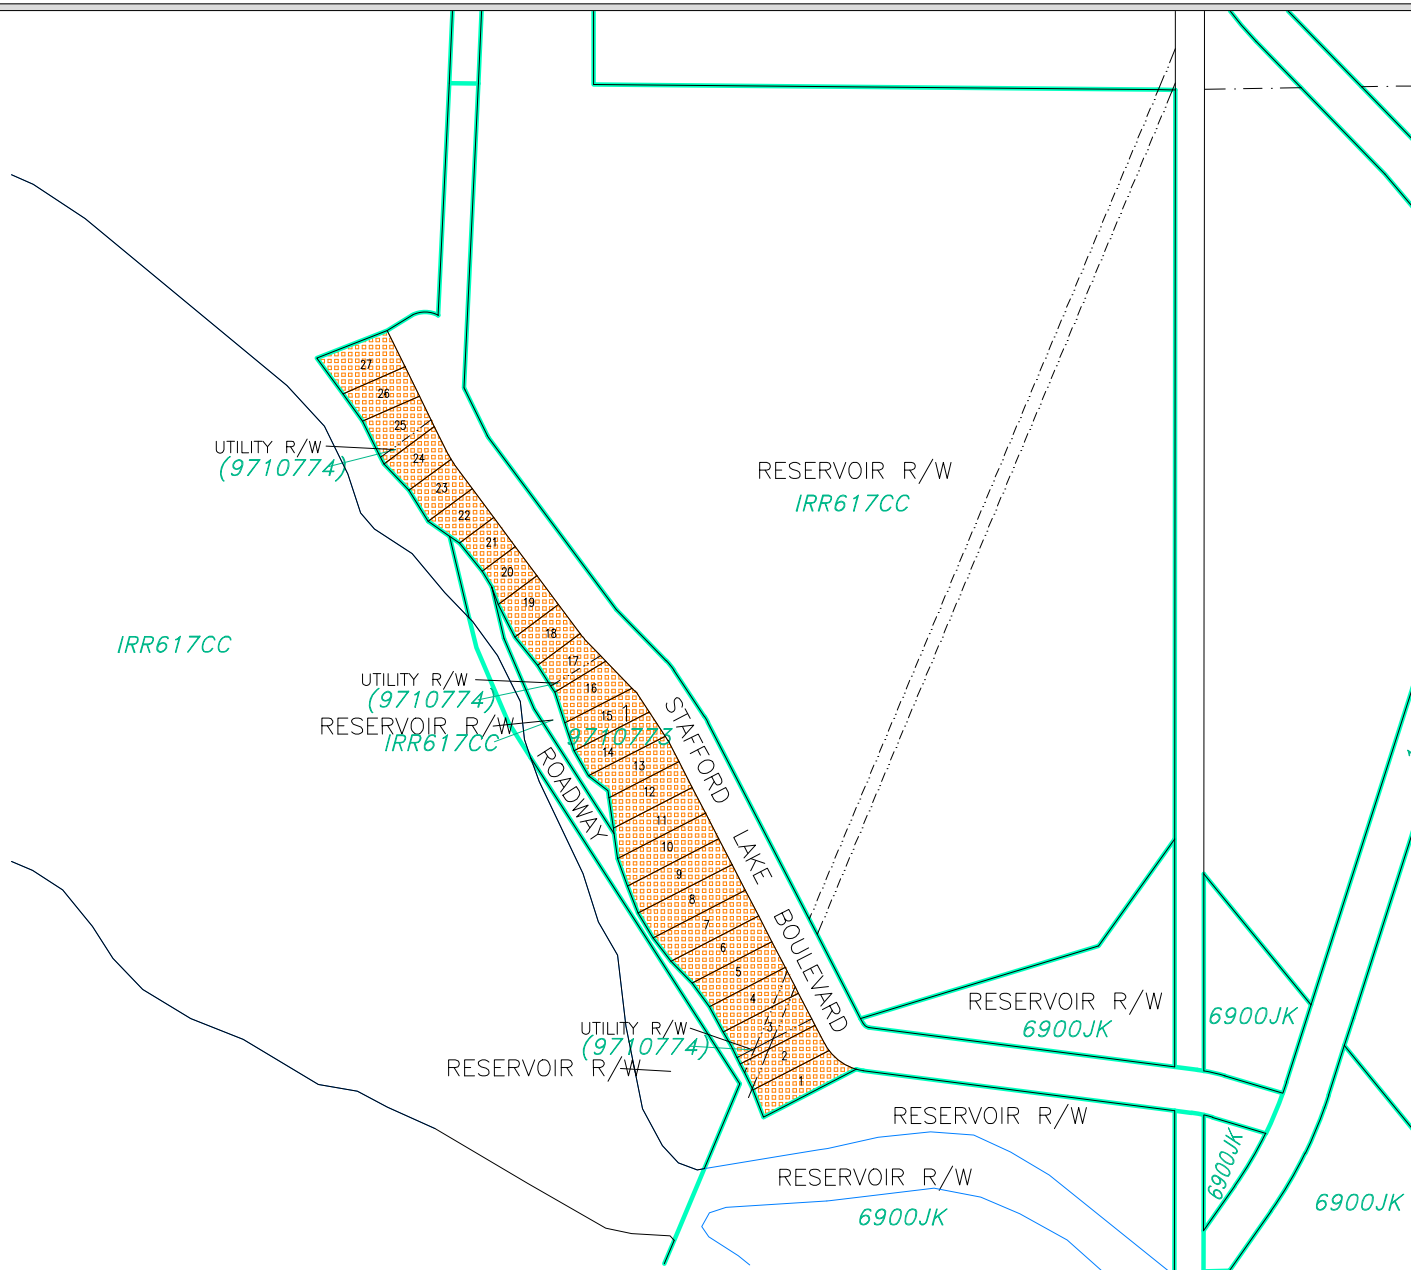 27
26
25
UTILITY R/W
(9710774)
24
RESERVOIR R/W
IRR617CC
23
22
21
20
19
18
IRR617CC
17
UTILITY R/W
(9710774)
16
15
1
RESERVOIR R/W
IRR617CC
9710773
14
13
12
11
10
9
8
7
6
5
4
3
2
1
ROADWAY
STAFFORD LAKE BOULEVARD
RESERVOIR R/W
6900JK
6900JK
UTILITY R/W
(9710774)
RESERVOIR R/W
RESERVOIR R/W
6900JK
RESERVOIR R/W
6900JK
6900JK